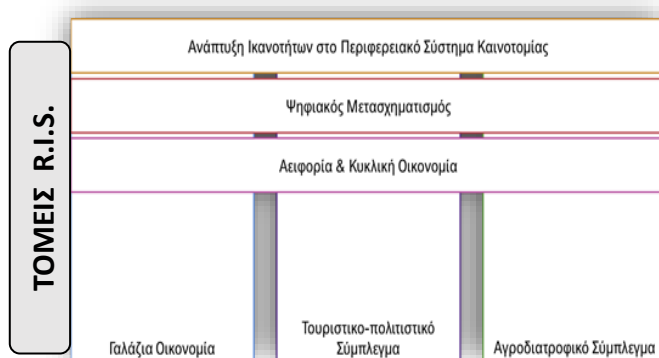 ΤΟΜΕΙΣ R.I.S.
Ανάπτυξη Ικανοτήτων στο Περιφερειακό Σύστημα Καινοτομίας
Ψηφιακός Μετασχηματισμός
Αειφορία & Κυκλική Οικονομία
Γαλάζια Οικονομία
Τουριστικο-πολιτιστικό
Σύμπλεγμα
Αγροδιατροφικό Σύμπλεγμα